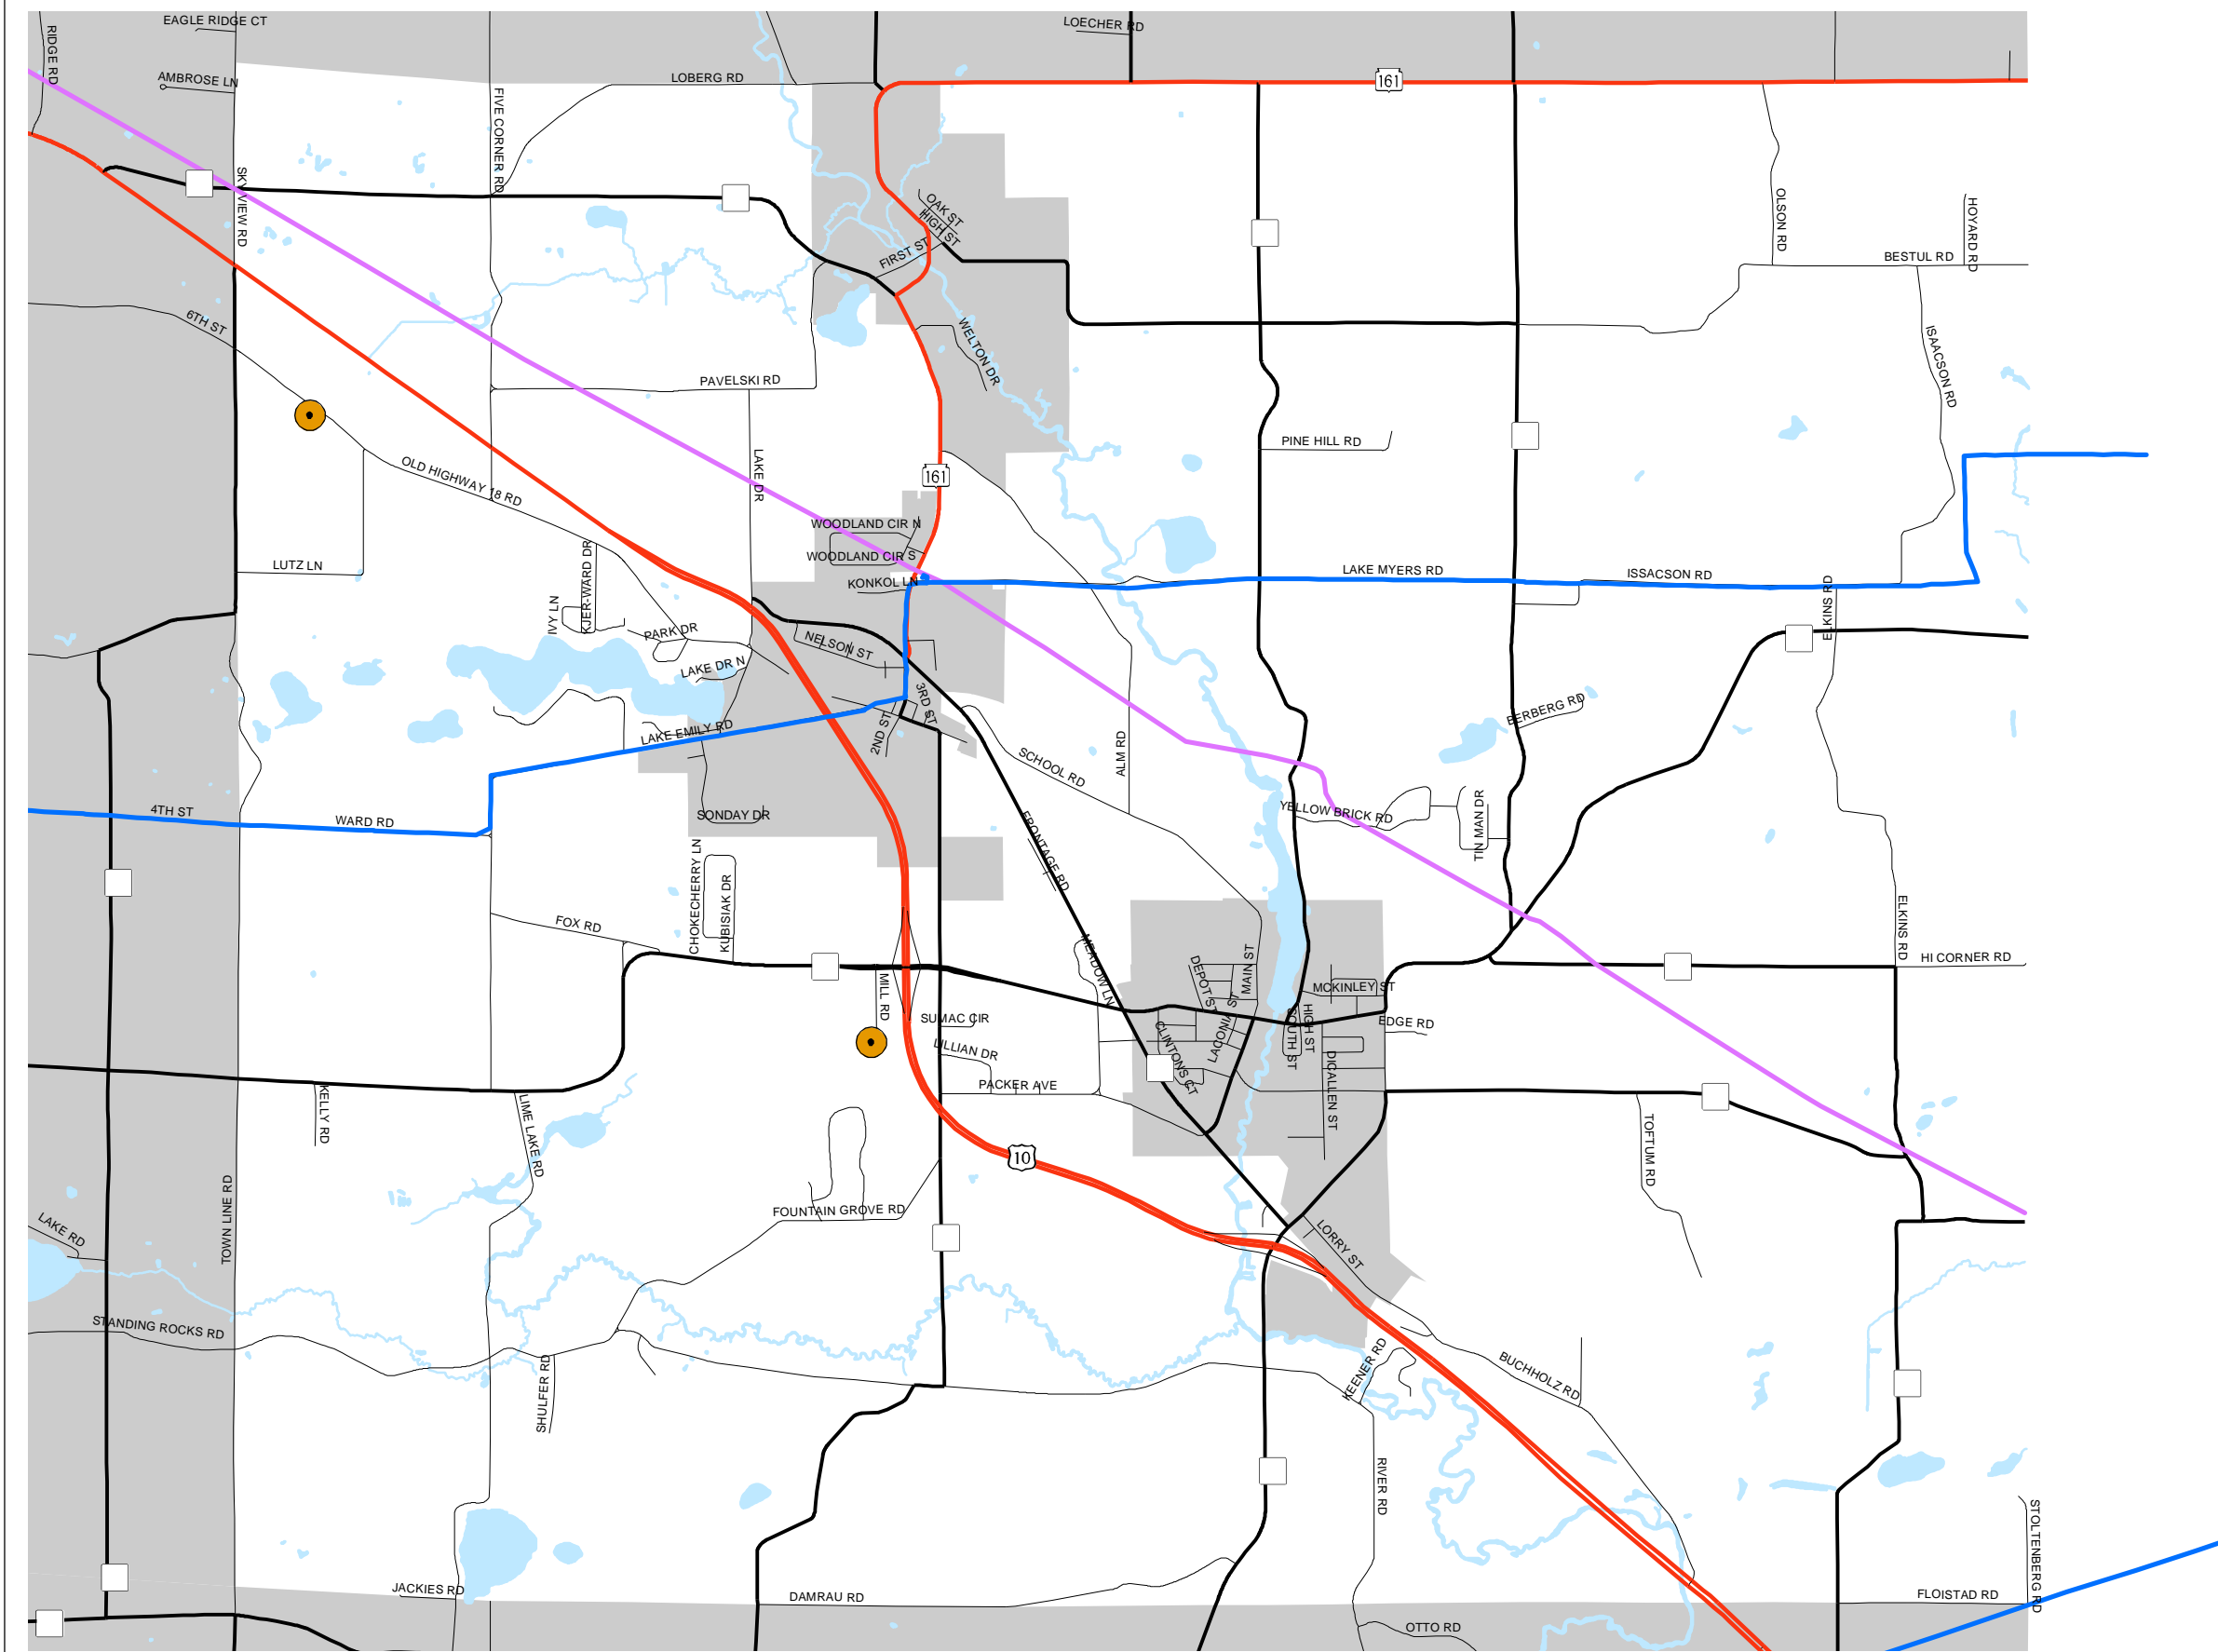 EAGLE RIDGE CT
LOECHER RD
RIDGE RD
AMBROSE LN
LOBERG RD
161
FIVE CORNER RD
SKYVIEW RD
OAK ST
HIGH ST
FIRST ST
OLSON RD
HOYARD RD
BESTUL RD
6TH ST
WELTON DR
ISAACSON RD
PAVELSKI RD
PINE HILL RD
OLD HIGHWAY 18 RD
LAKE DR
161
WOODLAND CIR N
WOODLAND CIR S
LUTZ LN
KONKOL LN
LAKE MYERS RD
ISSACSON RD
IVY LN
KJER-WARD DR
PARK DR
NELSON ST
ELKINS RD
LAKE DR N
3RD ST
2ND ST
LAKE EMILY RD
BERBERG RD
SCHOOL RD
ALM RD
4TH ST
WARD RD
SONDAY DR
YELLOW BRICK RD
TIN MAN DR
FRONTAGE RD
CHOKECHERRY LN
KUBISIAK DR
FOX RD
ELKINS RD
MEADOW LN
DEPOT ST
MAIN ST
HI CORNER RD
MILL RD
MCKINLEY ST
SUMAC CIR
LACONIA ST
SOUTH ST
HIGH ST
EDGE RD
LILLIAN DR
CLINTONS CT
DICALLEN ST
PACKER AVE
KELLY RD
LIME LAKE RD
TOFTUM RD
10
TOWN LINE RD
LAKE RD
FOUNTAIN GROVE RD
LORRY ST
STANDING ROCKS RD
SHULFER RD
KEENER RD
BUCHHOLZ RD
RIVER RD
STOLTENBERG RD
JACKIES RD
DAMRAU RD
FLOISTAD RD
OTTO RD